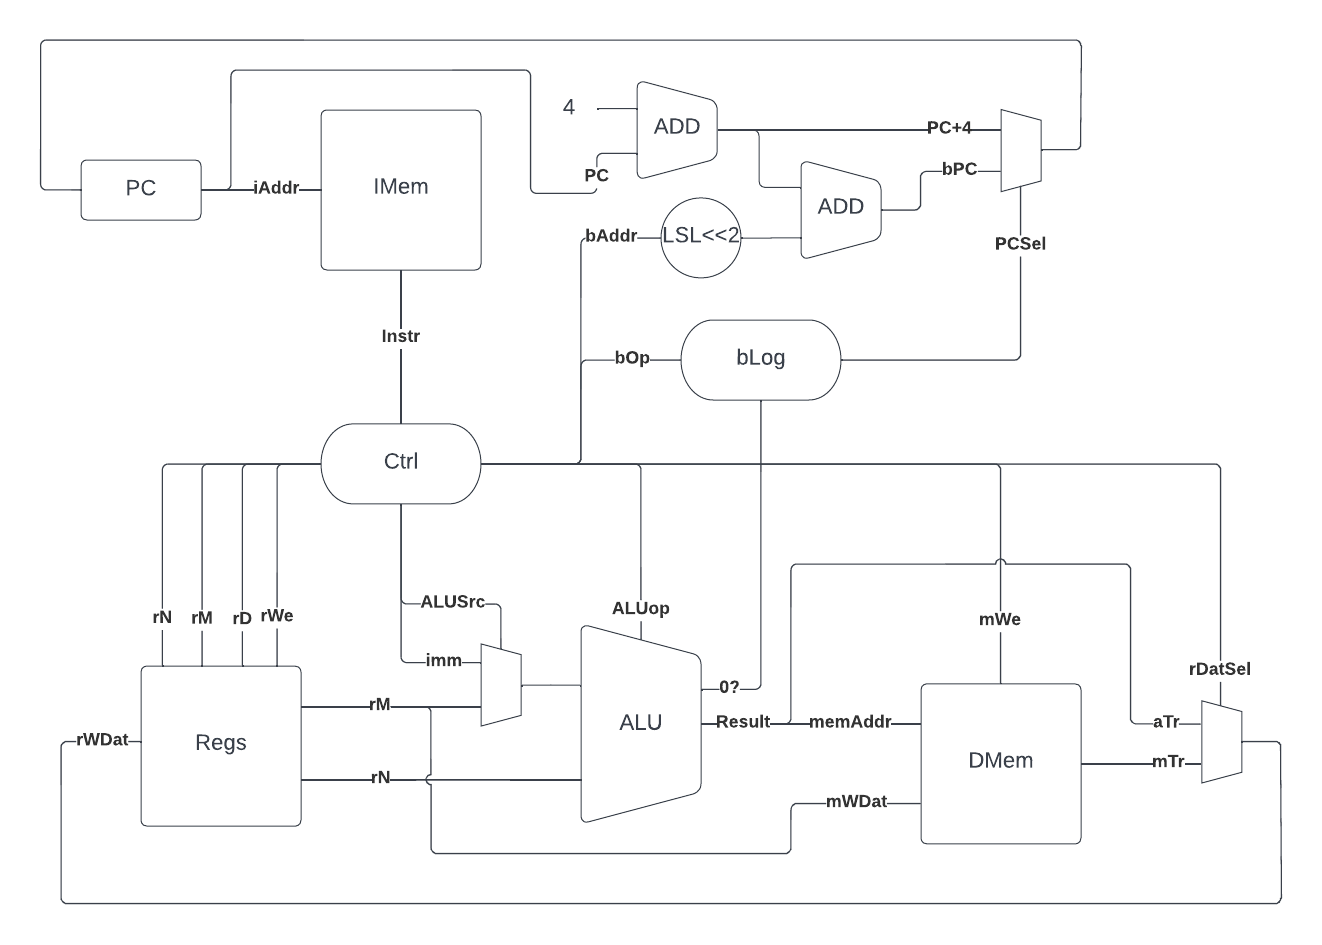 4
ADD
PC+4
PC
iAddr
IMem
PC
bPC
ADD
bAddr
LSL<<2
PCSel
Instr
bOp
bLog
Ctrl
ALUSrc
ALUop
rN
rM
rD
rWe
mWe
imm
rDatSel
0?
rM
Result
memAddr
aTr
ALU
rWDat
Regs
DMem
mTr
rN
mWDat